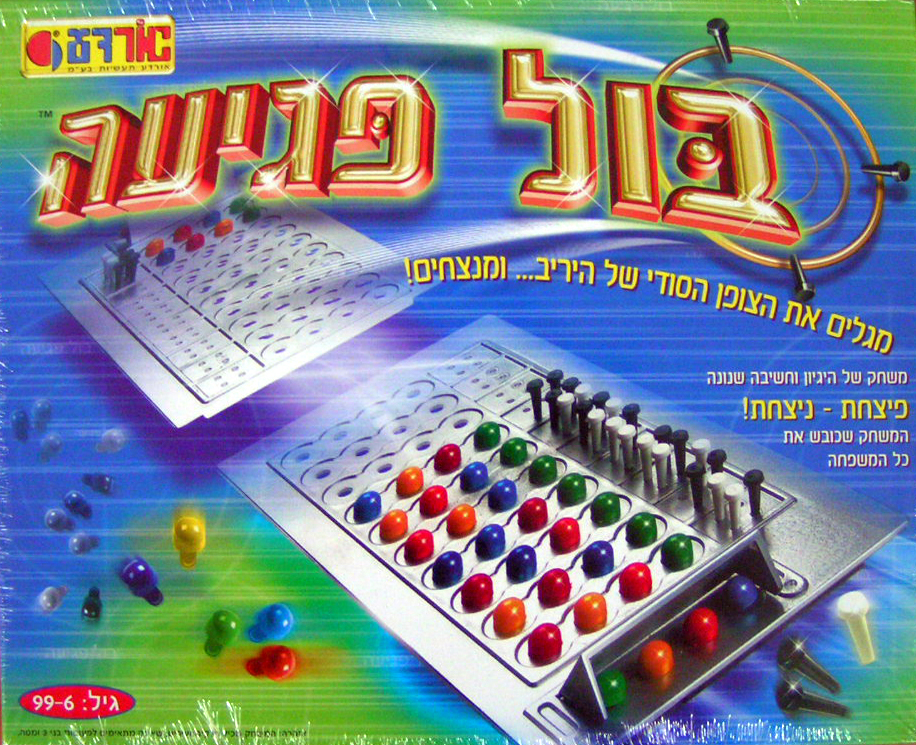 אורדע
אורדע תעשיות בע"מ
בול פגיעה
TM
מגלים את הצופן הסודי של היריב... ומנצחים!
משחק של היגיון וחשיבה שנונה
פיצחת - ניצחת!
המשחק שכובש את
כל המשפחה
גיל: 99-6